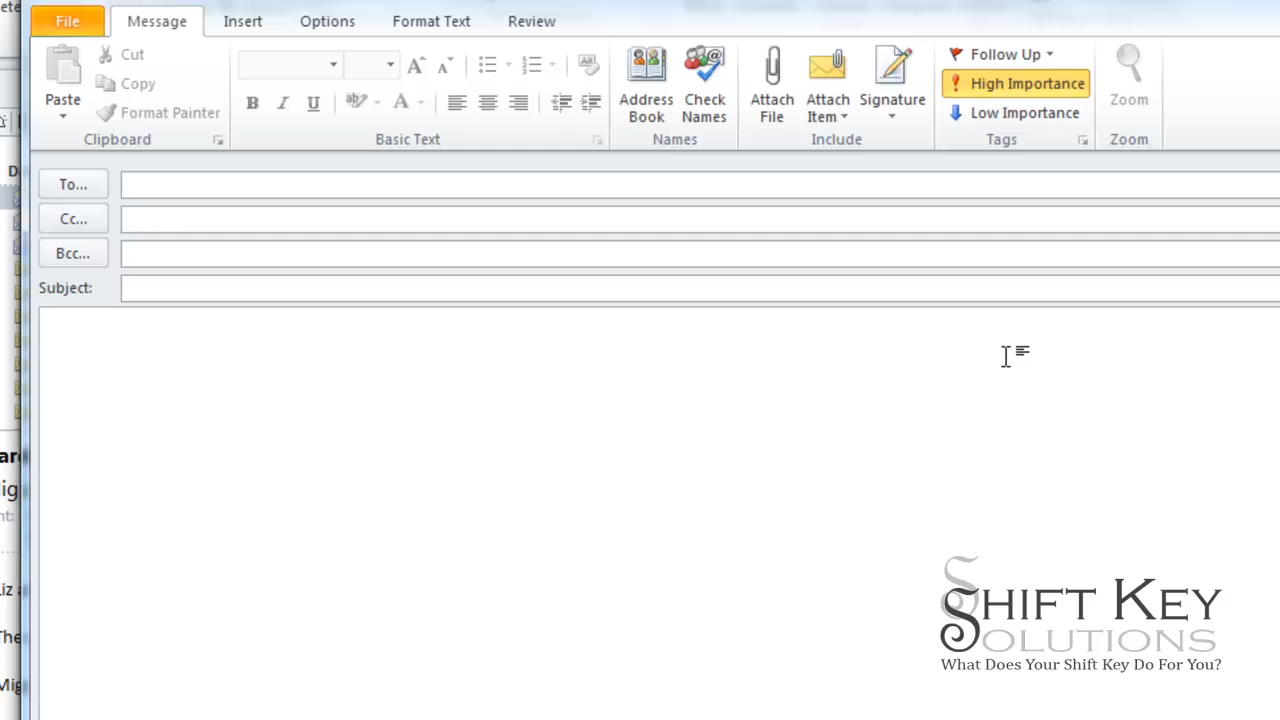 File Message Insert Options Format Text Review
Cut
Copy
Format Painter
Paste
Clipboard
B I U
Basic Text
Address Book
Check Names
Names
Attach File
Attach Item
Signature
Include
Follow Up
High Importance
Low Importance
Tags
Zoom
Zoom
To...
Cc...
Bcc...
Subject:
Shift Key
Solutions
What Does Your Shift Key Do For You?